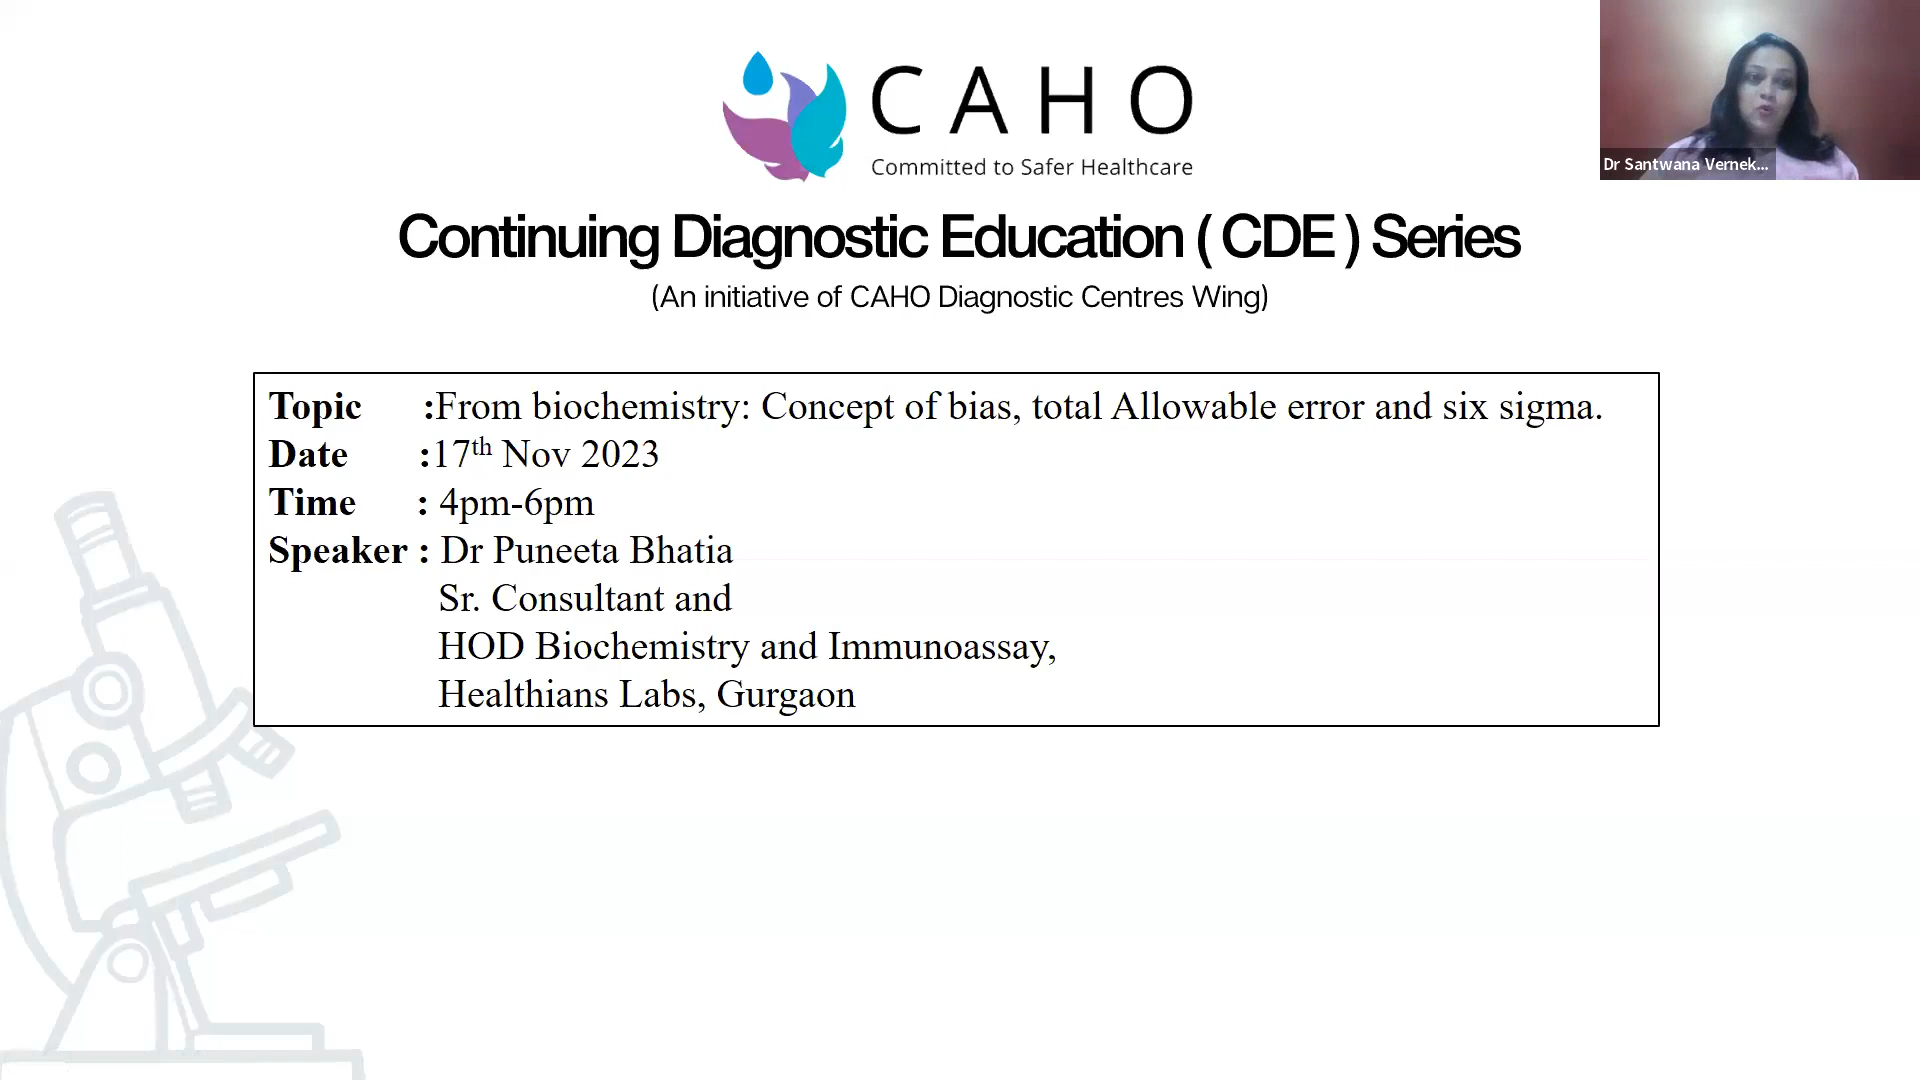 CAHO
Committed to Safer Healthcare
Dr Santwana Vernek...
Continuing Diagnostic Education ( CDE ) Series
(An initiative of CAHO Diagnostic Centres Wing)
Topic :From biochemistry: Concept of bias, total Allowable error and six sigma.
Date :17th Nov 2023
Time : 4pm-6pm
Speaker : Dr Puneeta Bhatia
Sr. Consultant and
HOD Biochemistry and Immunoassay,
Healthians Labs, Gurgaon